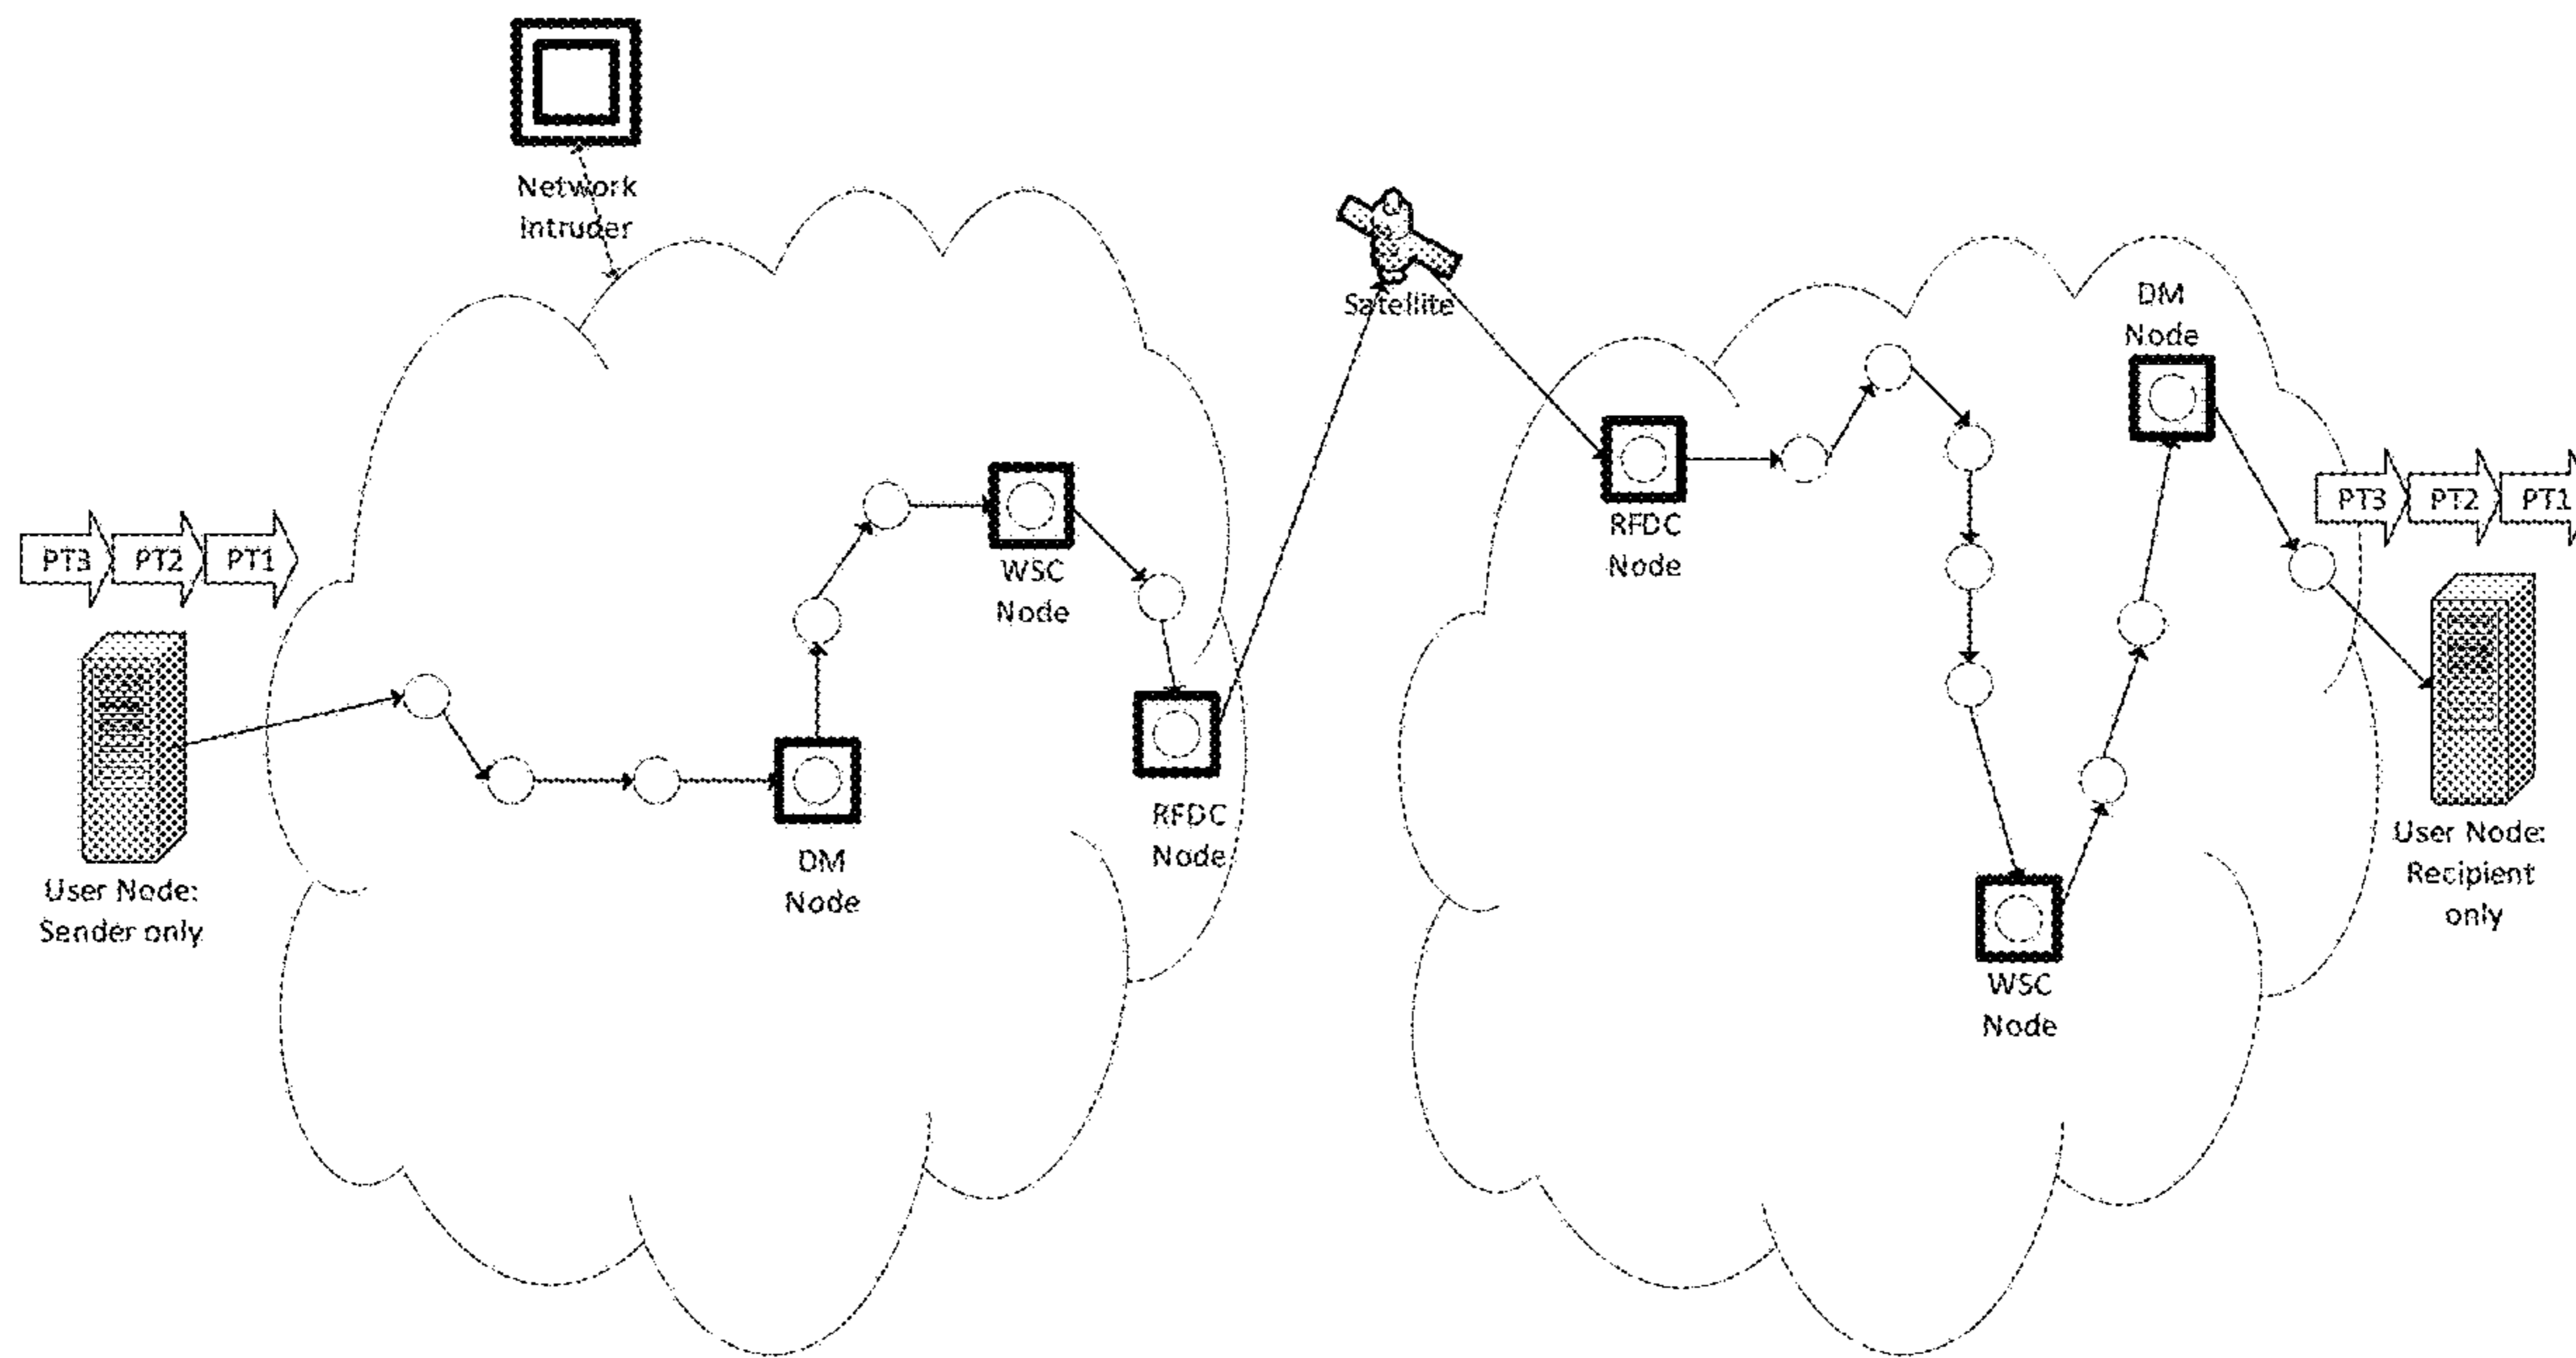 Network
Intruder
Satellite
DM
Node
PT3 PT2 PT1
PT3 PT2 PT1
WSC
Node
RFDC
Node
RFDC
Node
DM
Node
User Node:
Sender only
User Node:
Recipient
only
WSC
Node